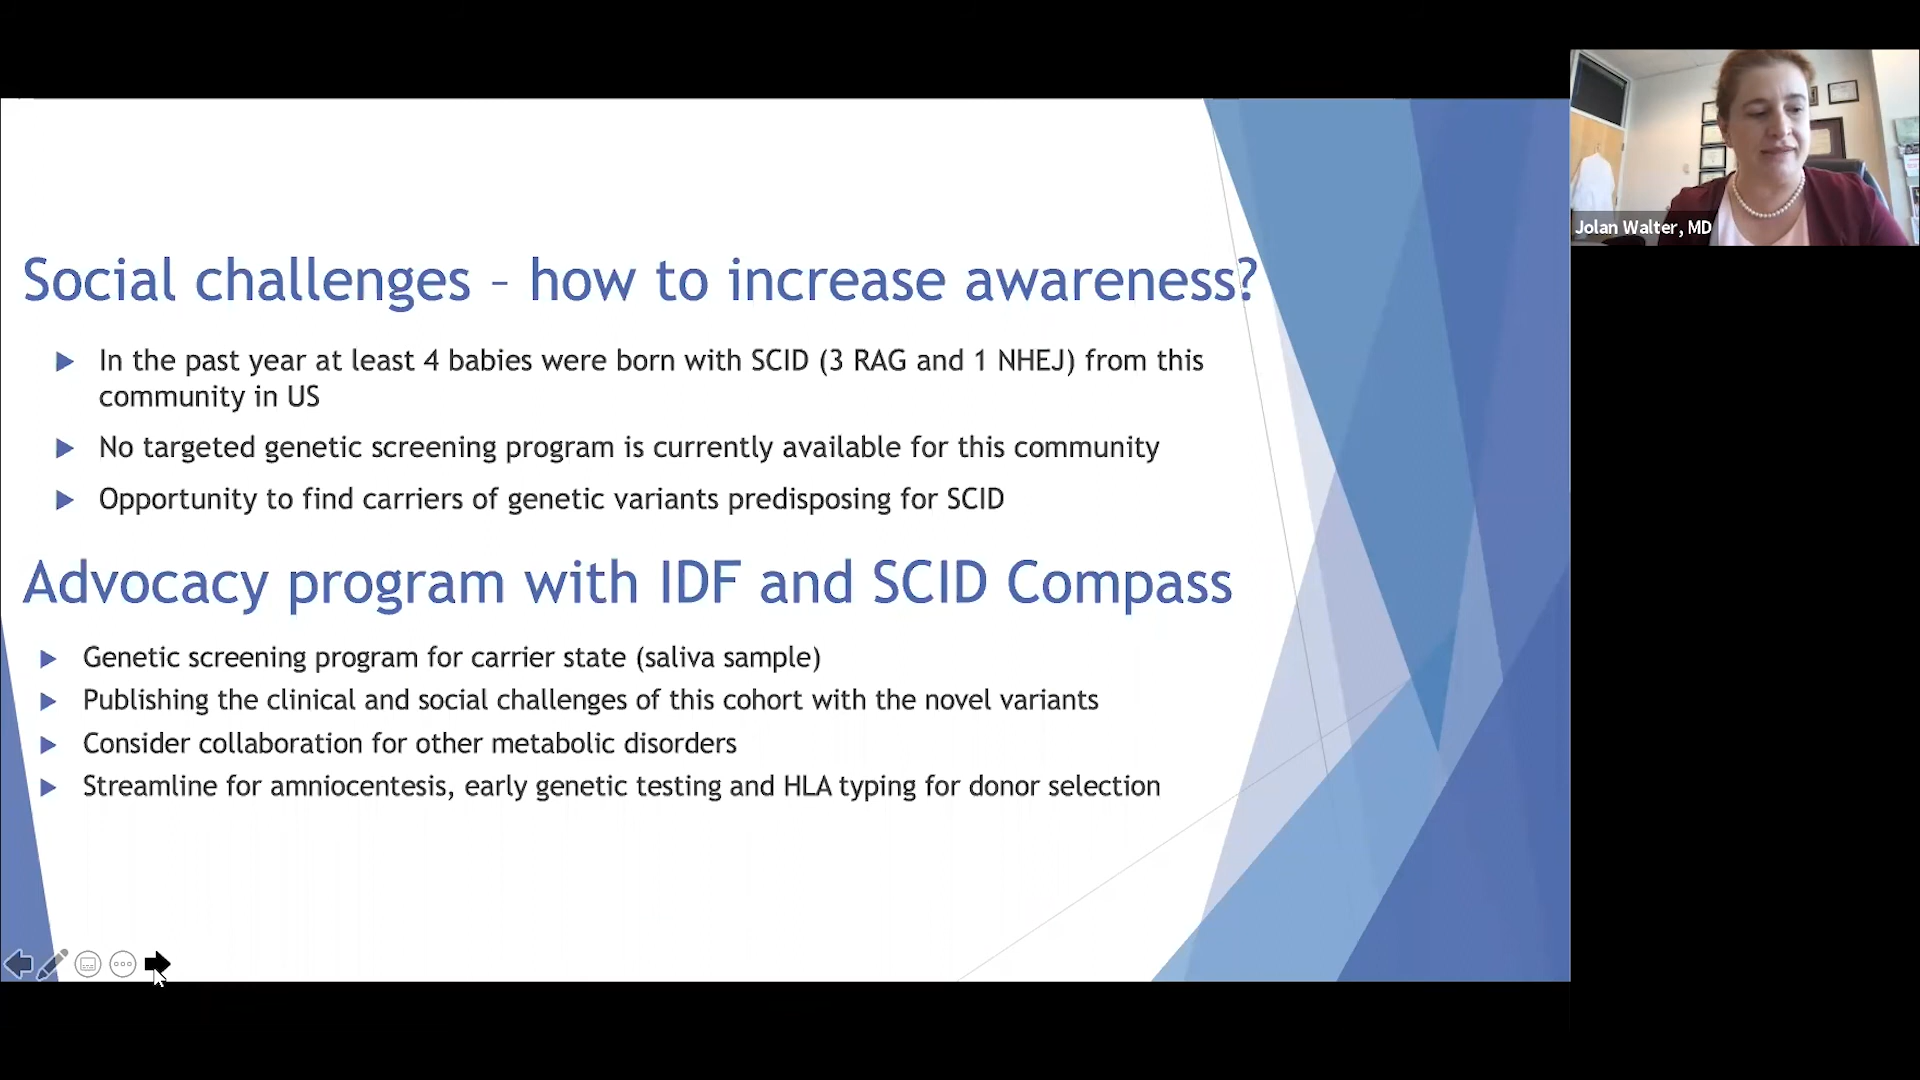 Social challenges – how to increase awareness?
In the past year at least 4 babies were born with SCID (3 RAG and 1 NHEJ) from this
community in US
No targeted genetic screening program is currently available for this community
Opportunity to find carriers of genetic variants predisposing for SCID
Advocacy program with IDF and SCID Compass
Genetic screening program for carrier state (saliva sample)
Publishing the clinical and social challenges of this cohort with the novel variants
Consider collaboration for other metabolic disorders
Streamline for amniocentesis, early genetic testing and HLA typing for donor selection
Jolan Walter, MD